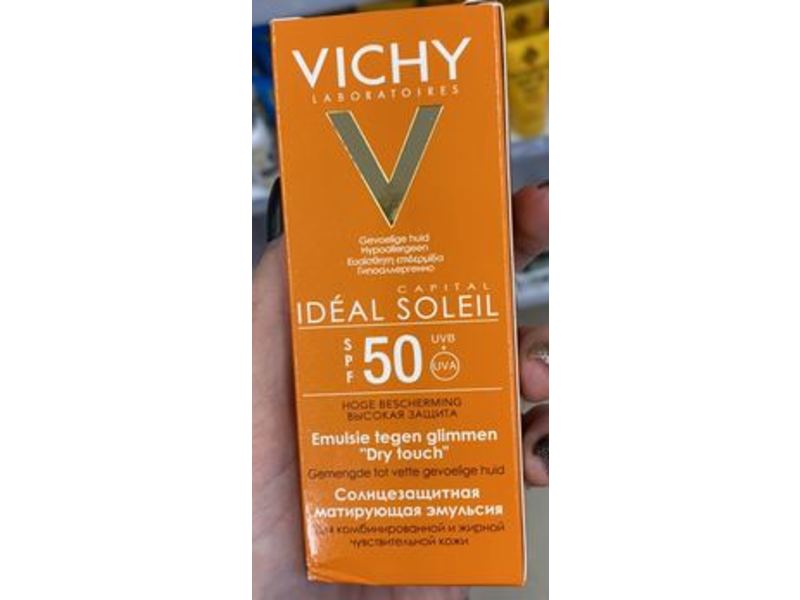 VICHY
LABORATOIRES
V
Gevoelige huid
Hypoallergeen
Ευαίσθητη επιδερμίδα
Гипоаллергенно
CAPITAL
IDÉAL SOLEIL
SPF 50 UVB + UVA
HOGE BESCHERMING
ВЫСОКАЯ ЗАЩИТА
Emulsie tegen glimmen
"Dry touch"
Gemengde tot vette gevoelige huid
Солнцезащитная
матирующая эмульсия
для комбинированной и жирной
чувствительной кожи